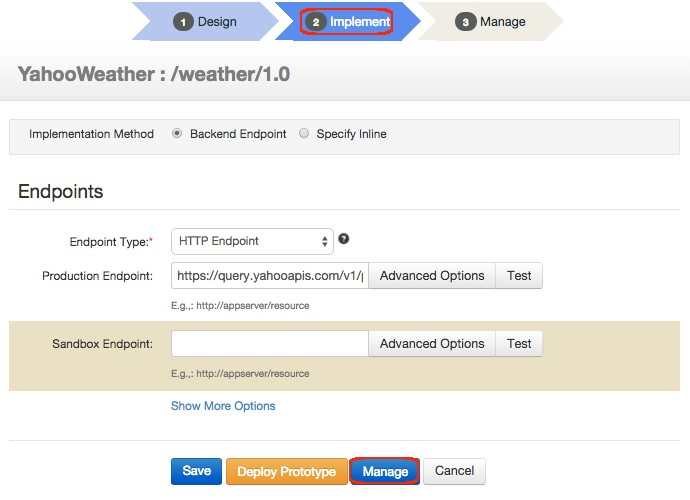 1 Design 2 Implement 3 Manage
YahooWeather : /weather/1.0
Implementation Method Backend Endpoint Specify Inline
Endpoints
Endpoint Type:* HTTP Endpoint ?
Production Endpoint: https://query.yahooapis.com/v1/ Advanced Options Test
E.g.,: http://appserver/resource
Sandbox Endpoint: Advanced Options Test
E.g.,: http://appserver/resource
Show More Options
Save Deploy Prototype Manage Cancel